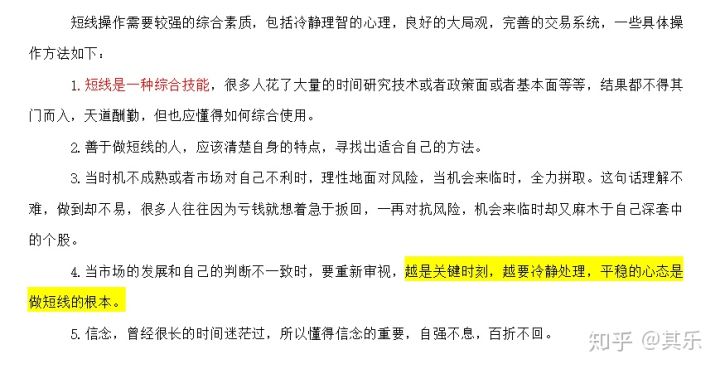 短线操作需要较强的综合素质，包括冷静理智的心理，良好的大局观，完善的交易系统，一些具体操
作方法如下：
1.短线是一种综合技能，很多人花了大量的时间研究技术或者政策面或者基本面等等，结果都不得其
门而入，天道酬勤，但也应懂得如何综合使用。
2.善于做短线的人，应该清楚自身的特点，寻找出适合自己的方法。
3.当时机不成熟或者市场对自己不利时，理性地面对风险，当机会来临时，全力拼取。这句话理解不
难，做到却不易，很多人往往因为亏钱就想着急于扳回，一再对抗风险，机会来临时却又麻木于自己深套中
的个股。
4.当市场的发展和自己的判断不一致时，要重新审视，越是关键时刻，越要冷静处理，平稳的心态是
做短线的根本。
5.信念，曾经很长的时间迷茫过，所以懂得信念的重要，自强不息，百折不回。
知乎 @其乐